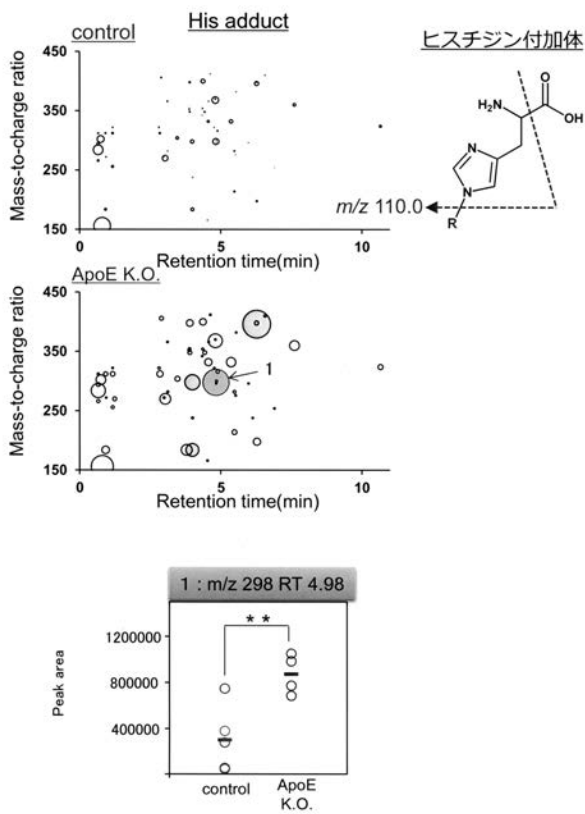 His adduct
control
Mass-to-charge ratio
450
350
250
150
0
5
10
Retention time(min)
ヒスチジン付加体
O
H₂N
OH
N
N
R
m/z 110.0
ApoE K.O.
Mass-to-charge ratio
450
350
250
150
1
0
5
10
Retention time(min)
1 : m/z 298 RT 4.98
* *
Peak area
1200000
800000
400000
control
ApoE
K.O.